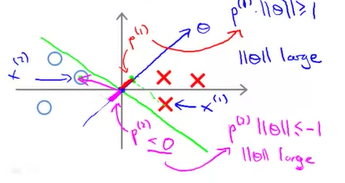 p⁽¹⁾·||θ|| ≥ 1
θ
p⁽¹⁾
||θ|| large
x⁽²⁾
x⁽¹⁾
p⁽²⁾
< 0
p⁽²⁾||θ|| ≤ -1
||θ|| large